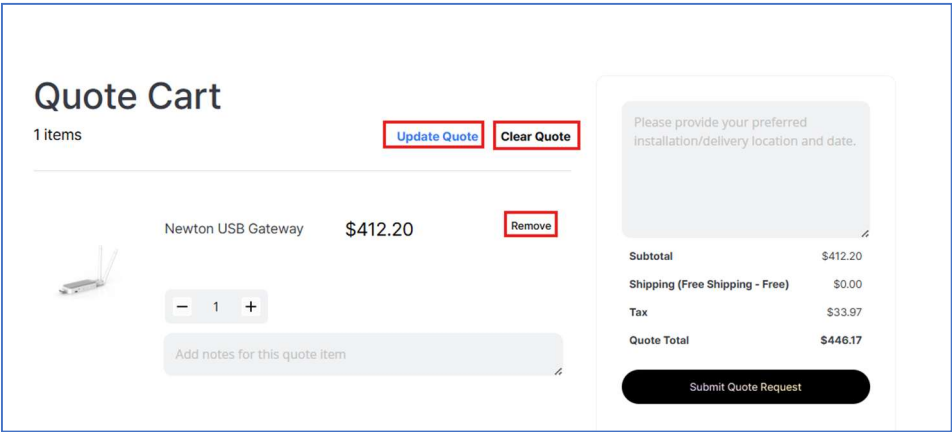 Quote Cart
1 items
Update Quote
Clear Quote
Newton USB Gateway
$412.20
Remove
− 1 +
Add notes for this quote item
Please provide your preferred
installation/delivery location and date.
Subtotal $412.20
Shipping (Free Shipping - Free) $0.00
Tax $33.97
Quote Total $446.17
Submit Quote Request